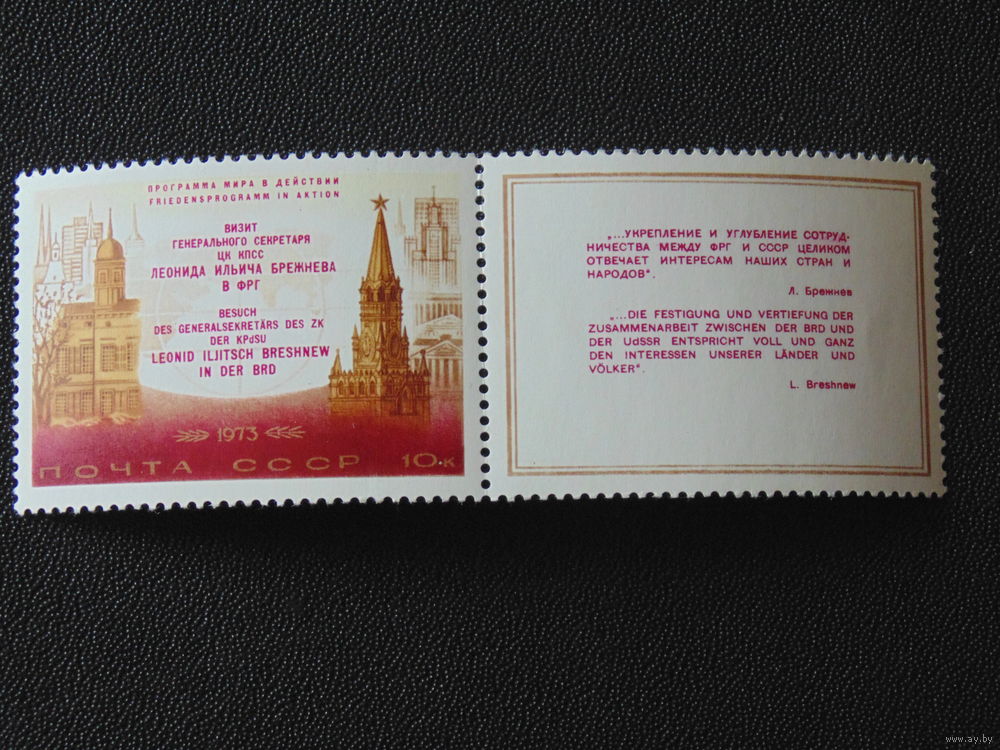 ПРОГРАММА МИРА В ДЕЙСТВИИ
FRIEDENSPROGRAMM IN AKTION
ВИЗИТ
ГЕНЕРАЛЬНОГО СЕКРЕТАРЯ
ЦК КПСС
ЛЕОНИДА ИЛЬИЧА БРЕЖНЕВА
В ФРГ
BESUCH
DES GENERALSEKRETÄRS DES ZK
DER KPdSU
LEONID ILJITSCH BRESHNEW
IN DER BRD
1973
ПОЧТА СССР 10к
„...УКРЕПЛЕНИЕ И УГЛУБЛЕНИЕ СОТРУД-
НИЧЕСТВА МЕЖДУ ФРГ И СССР ЦЕЛИКОМ
ОТВЕЧАЕТ ИНТЕРЕСАМ НАШИХ СТРАН И
НАРОДОВ“.
Л. Брежнев
„...DIE FESTIGUNG UND VERTIEFUNG DER
ZUSAMMENARBEIT ZWISCHEN DER BRD UND
DER UdSSR ENTSPRICHT VOLL UND GANZ
DEN INTERESSEN UNSERER LÄNDER UND
VÖLKER“.
L. Breshnew
www.ay.by